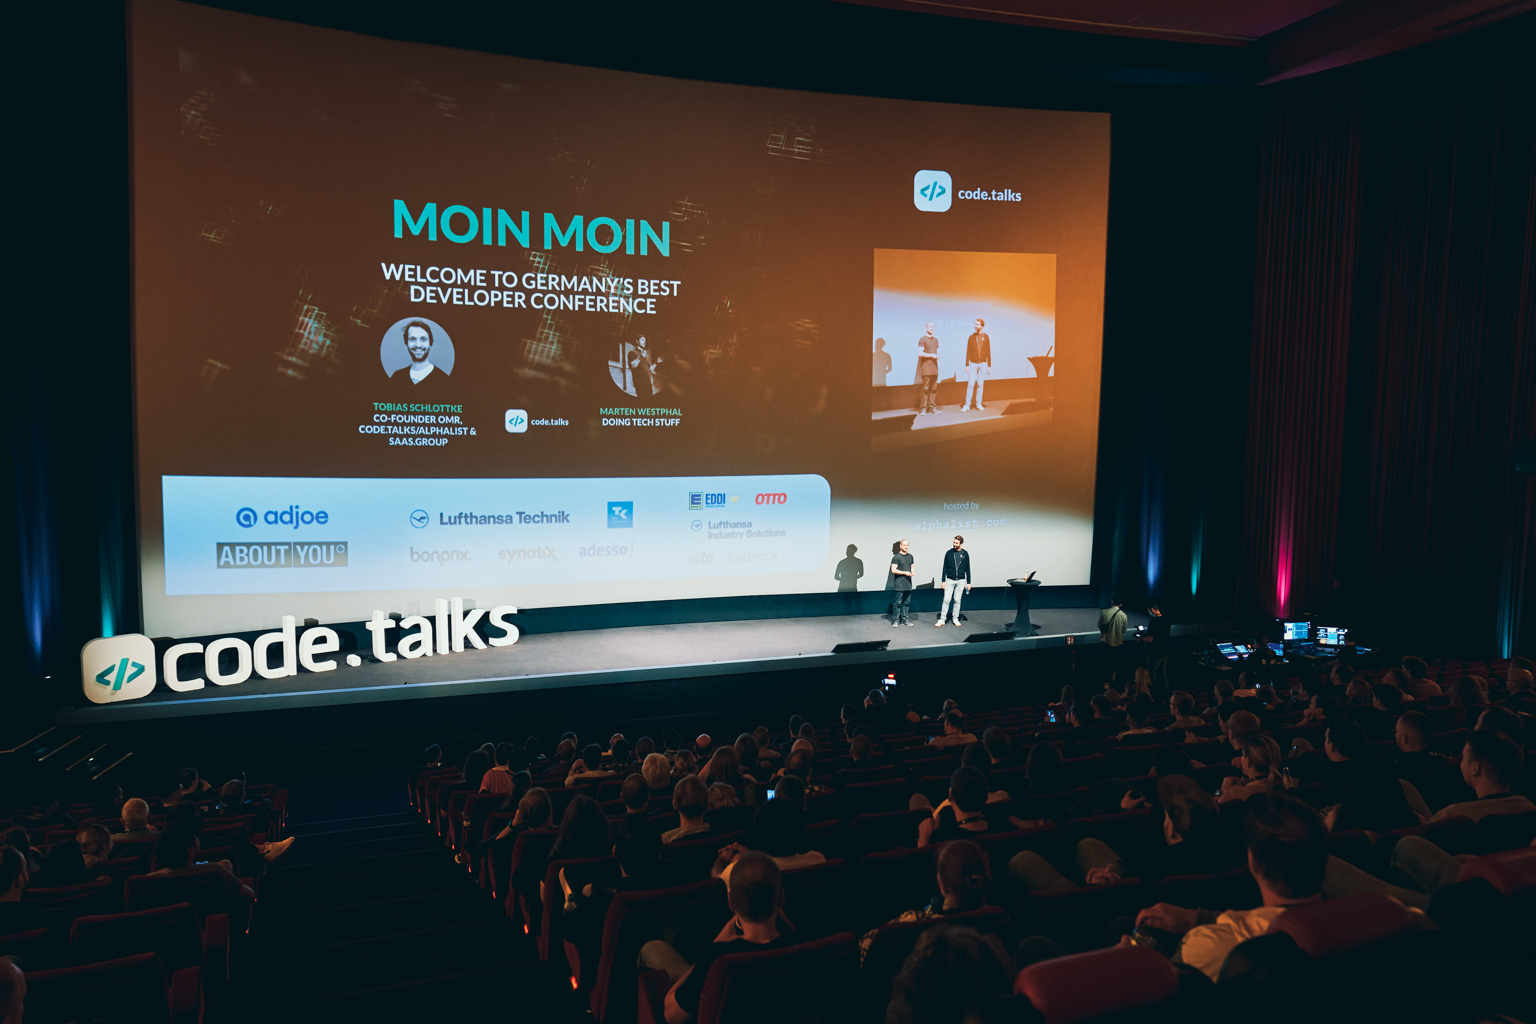 MOIN MOIN
WELCOME TO GERMANY'S BEST
DEVELOPER CONFERENCE
TOBIAS SCHLOTTKE
CO-FOUNDER OMR,
CODE.TALKS/ALPHALIST &
SAAS.GROUP
</> code.talks
MARTEN WESTPHAL
DOING TECH STUFF
</> code.talks
hosted by
alphalist.com
adjoe
Lufthansa Technik
TK
E EDDI
OTTO
Lufthansa
Industry Solutions
ABOUT YOU
bonprix.
synatix
adesso
</> code.talks